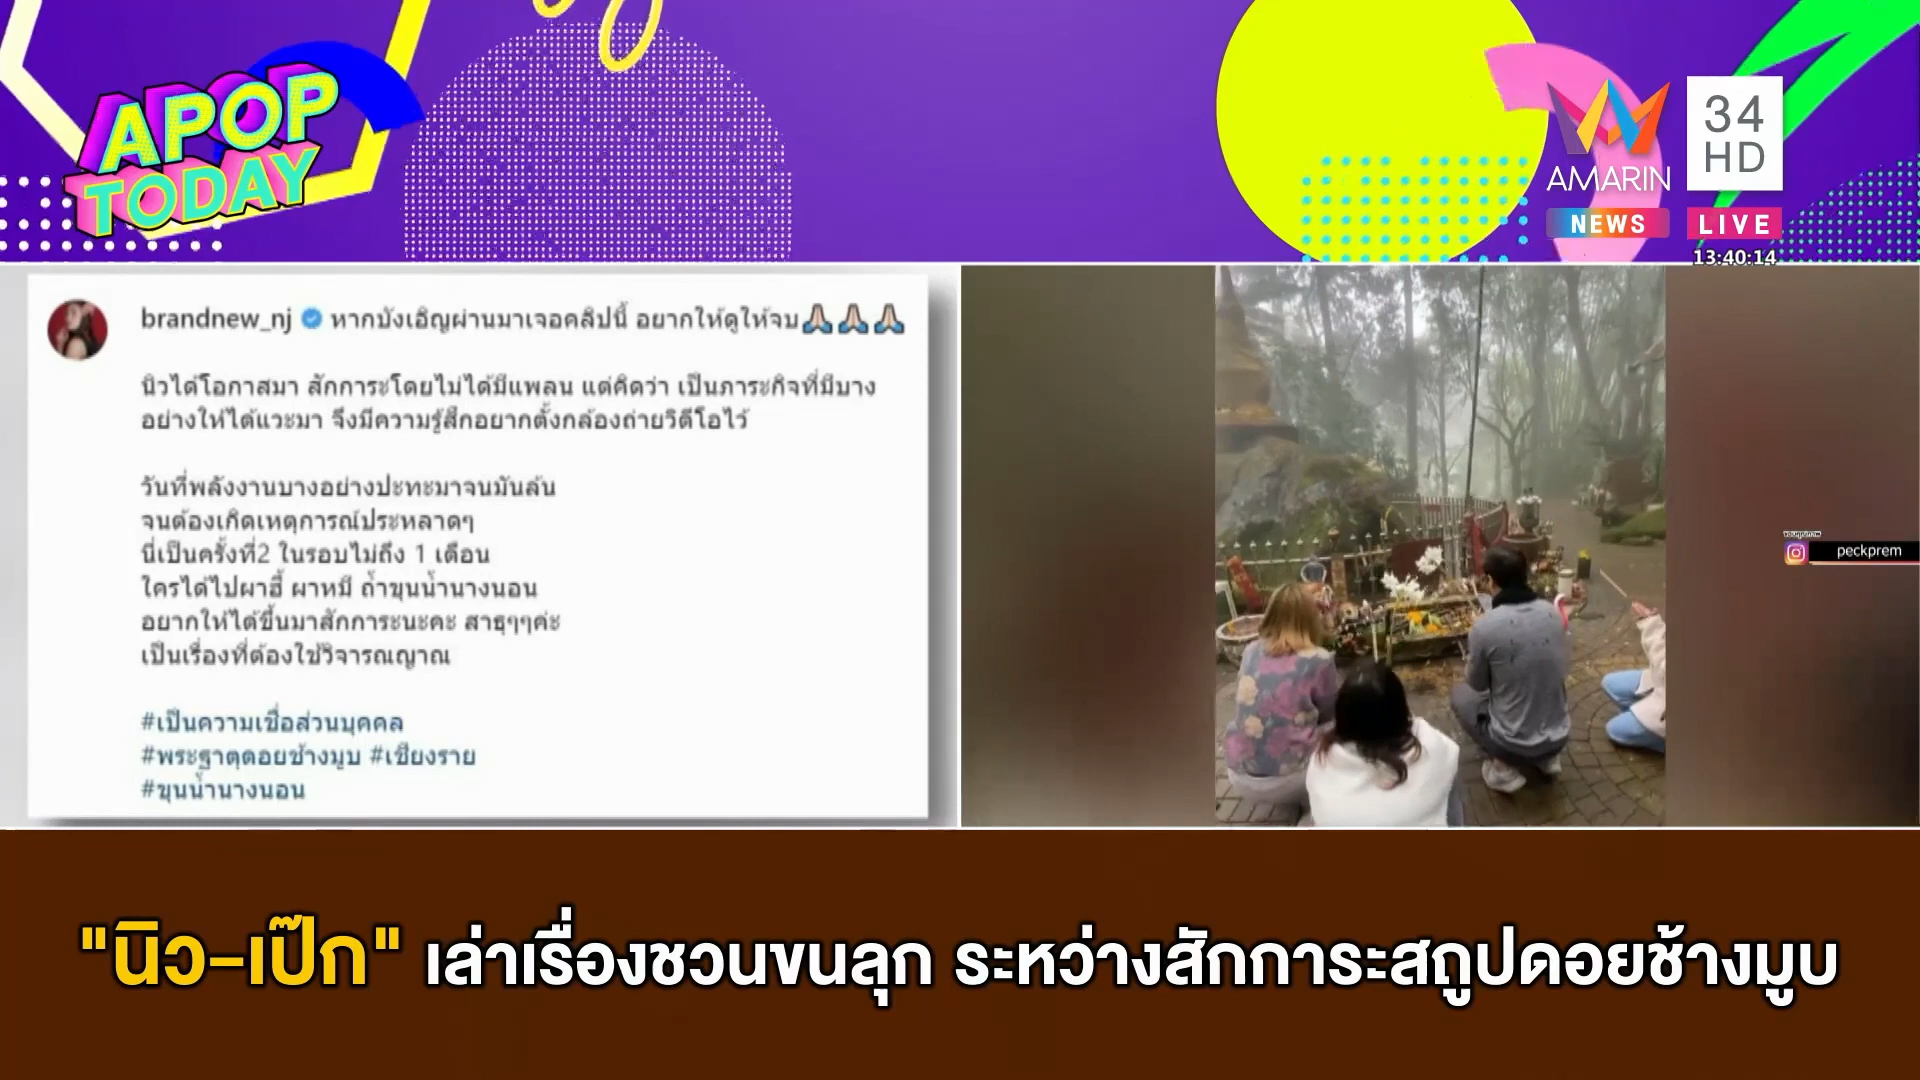 APOP
TODAY
AMARIN
NEWS
34
HD
LIVE
13:40:14
brandnew_nj หากบังเอิญผ่านมาเจอคลิปนี้ อยากให้ดูให้จบ🙏🏻🙏🏻🙏🏻
นิวได้โอกาสมา สักการะโดยไม่ได้มีแพลน แต่คิดว่า เป็นภาระกิจที่มีบาง
อย่างให้ได้แวะมา จึงมีความรู้สึกอยากตั้งกล้องถ่ายวิดีโอไว้
วันที่พลังงานบางอย่างปะทะมาจนมันล้น
จนต้องเกิดเหตุการณ์ประหลาดๆ
นี่เป็นครั้งที่2 ในรอบไม่ถึง 1 เดือน
ใครได้ไปผาฮี้ ผาหมี ถ้ำขุนน้ำนางนอน
อยากให้ได้ขึ้นมาสักการะนะคะ สาธุๆๆค่ะ
เป็นเรื่องที่ต้องใช้วิจารณญาณ
#เป็นความเชื่อส่วนบุคคล
#พระธาตุดอยช้างมูบ #เชียงราย
#ขุนน้ำนางนอน
ขอบคุณภาพ
peckprem
"นิว-เป๊ก" เล่าเรื่องชวนขนลุก ระหว่างสักการะสถูปดอยช้างมูบ